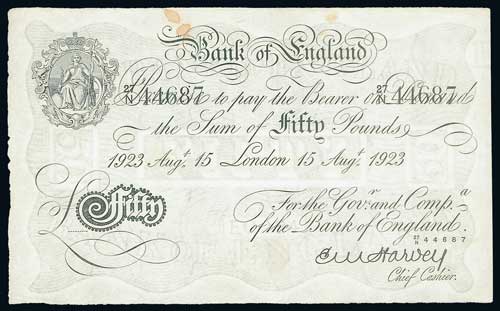 Bank of England
27/N 44687 27/N 44687
Promise to pay the Bearer on Demand
the Sum of Fifty Pounds
1923 Augt. 15 London 15 Augt. 1923
£ Fifty
For the Govr. and Compa.
of the Bank of England.
27/N 44687
E M Harvey
Chief Cashier.